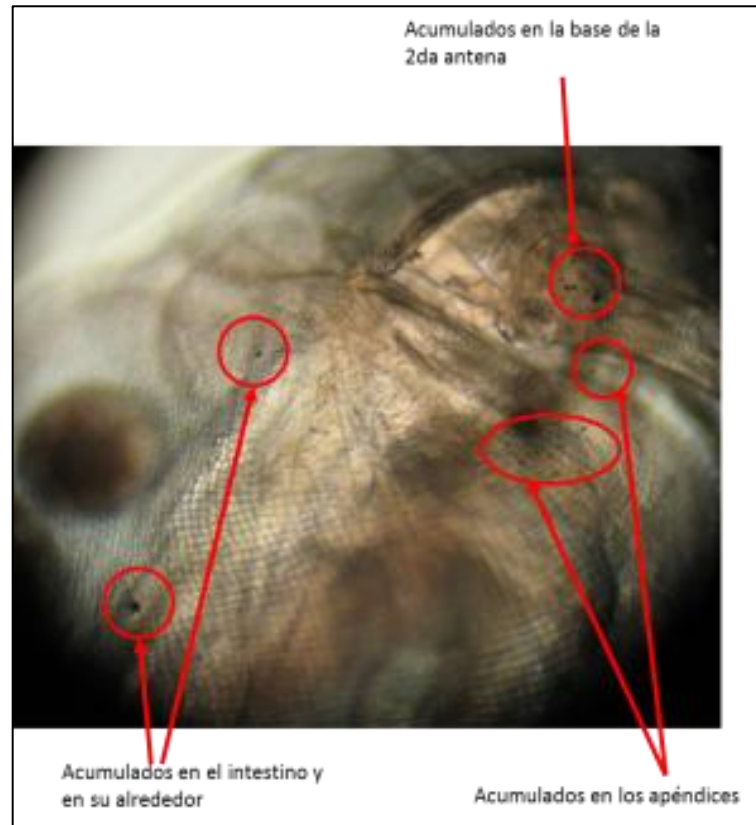 Acumulados en la base de la
2da antena
Acumulados en el intestino y
en su alrededor
Acumulados en los apéndices